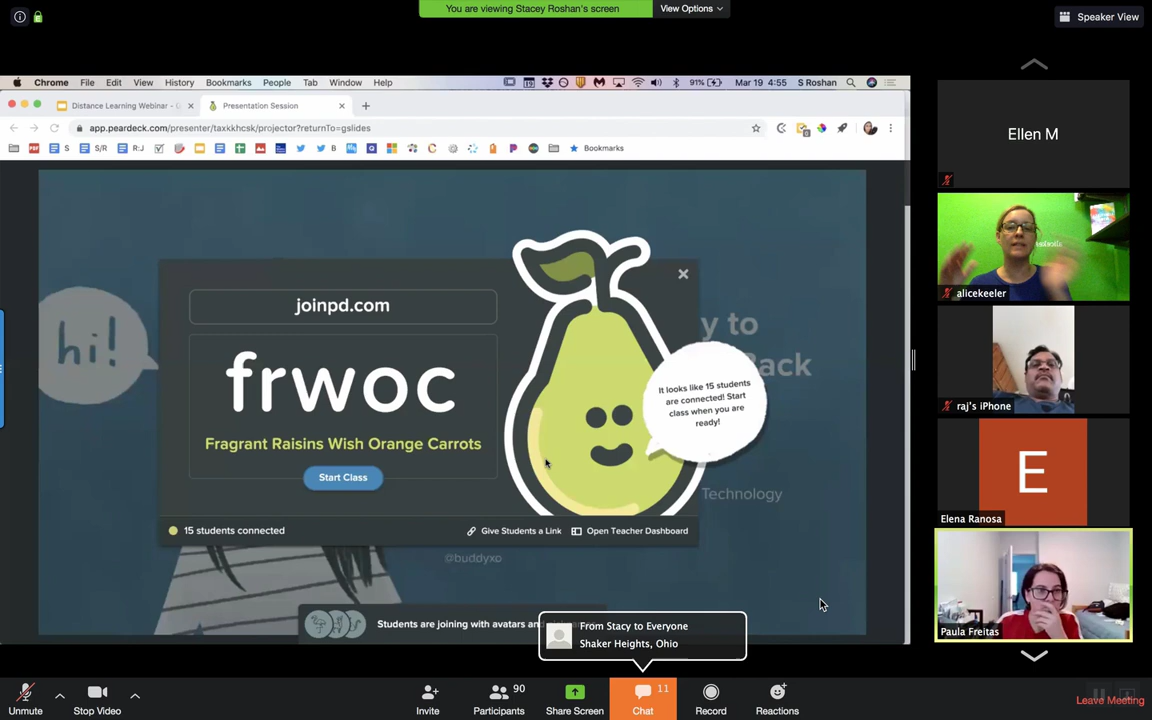 You are viewing Stacey Roshan's screen
View Options
Speaker View
Chrome File Edit View History Bookmarks People Tab Window Help
91%
Mar 19 4:55
S Roshan
Distance Learning Webinar -
Presentation Session
app.peardeck.com/presenter/taxkkhcsk/projector?returnTo=gslides
S
S/R
R:J
B
Bookmarks
hi!
joinpd.com
frwoc
Fragrant Raisins Wish Orange Carrots
Start Class
15 students connected
Give Students a Link
Open Teacher Dashboard
It looks like 15 students
are connected! Start
class when you are
ready!
y to
Back
Technology
@buddyxo
Students are joining with avatars and
From Stacy to Everyone
Shaker Heights, Ohio
Ellen M
alicekeeler
raj's iPhone
E
Elena Ranosa
Paula Freitas
Unmute
Stop Video
Invite
90
Participants
Share Screen
11
Chat
Record
Reactions
Leave Meeting